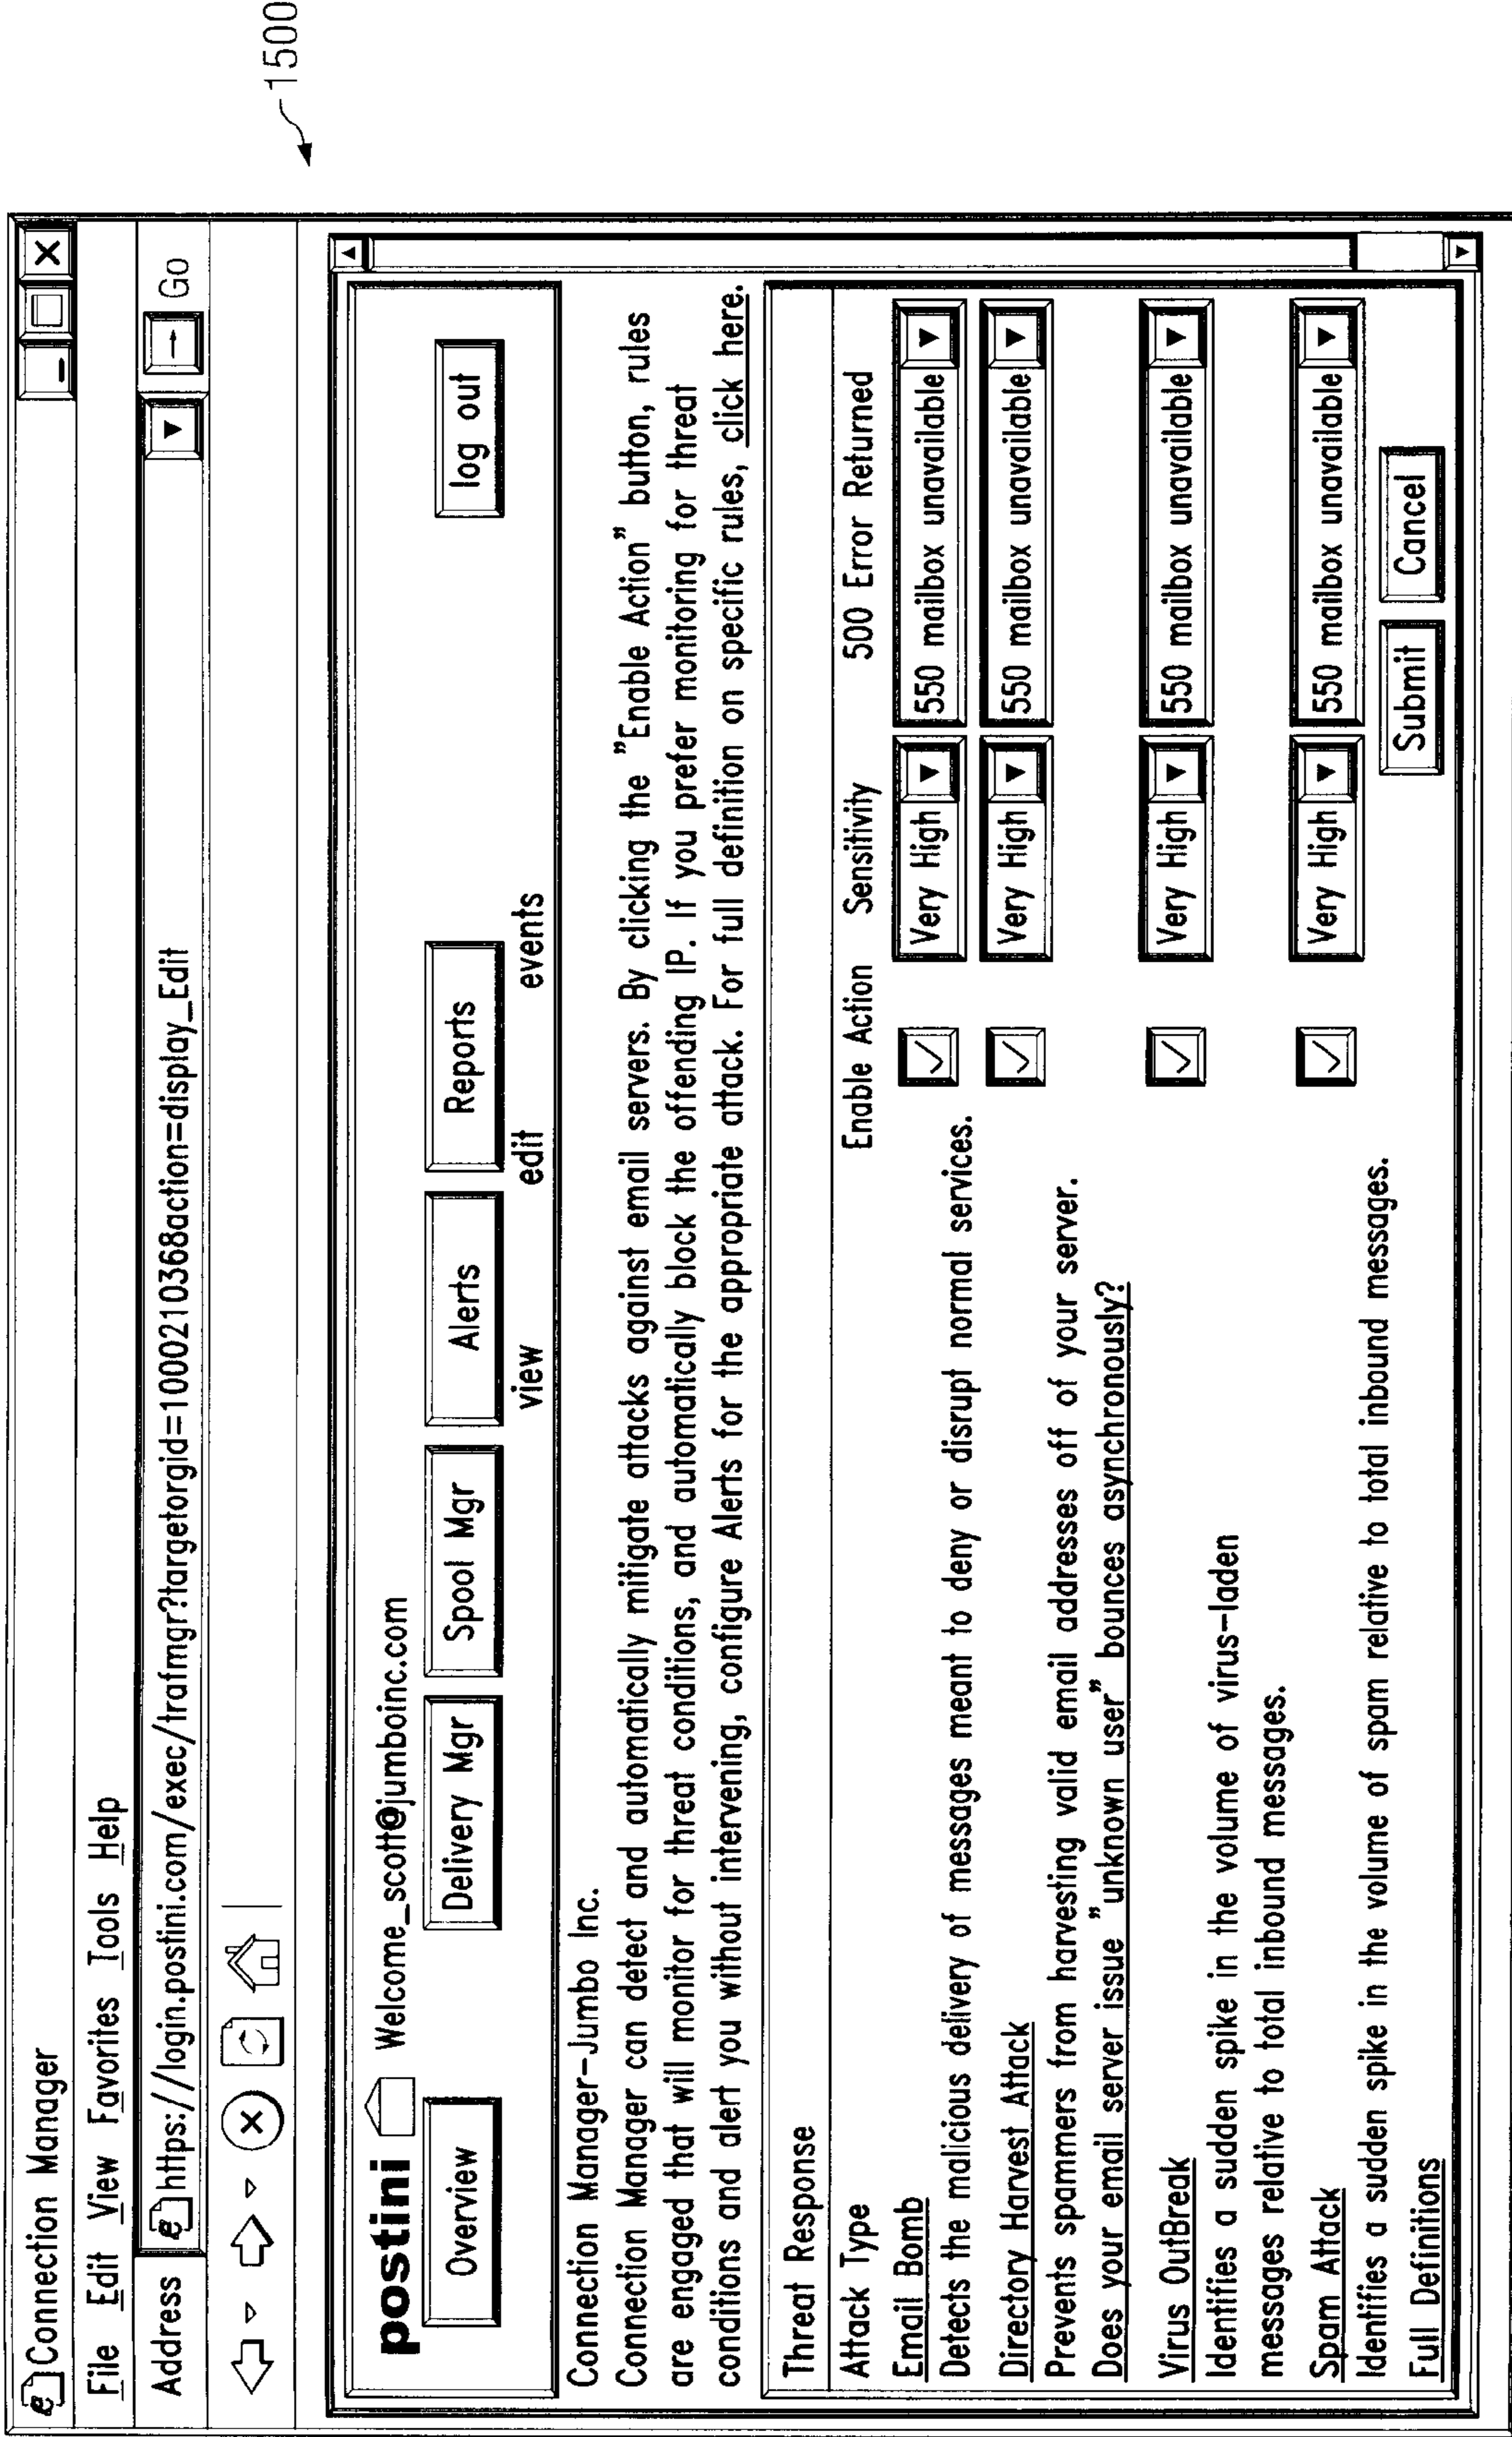 1500
Connection Manager
File Edit View Favorites Tools Help
Address https://login.postini.com/exec/trafmgr?targetorgid=100021036&action=display_Edit Go
postini Welcome_scott@jumboinc.com
Overview Delivery Mgr Spool Mgr Alerts Reports log out
view edit events
Connection Manager-Jumbo Inc.
Connection Manager can detect and automatically mitigate attacks against email servers. By clicking the "Enable Action" button, rules
are engaged that will monitor for threat conditions, and automatically block the offending IP. If you prefer monitoring for threat
conditions and alert you without intervening, configure Alerts for the appropriate attack. For full definition on specific rules, click here.
Threat Response
Attack Type Enable Action Sensitivity 500 Error Returned
Email Bomb Very High 550 mailbox unavailable
Detects the malicious delivery of messages meant to deny or disrupt normal services.
Directory Harvest Attack Very High 550 mailbox unavailable
Prevents spammers from harvesting valid email addresses off of your server.
Does your email server issue "unknown user" bounces asynchronously?
Virus OutBreak Very High 550 mailbox unavailable
Identifies a sudden spike in the volume of virus-laden
messages relative to total inbound messages.
Spam Attack Very High 550 mailbox unavailable
Identifies a sudden spike in the volume of spam relative to total inbound messages.
Full Definitions Submit Cancel